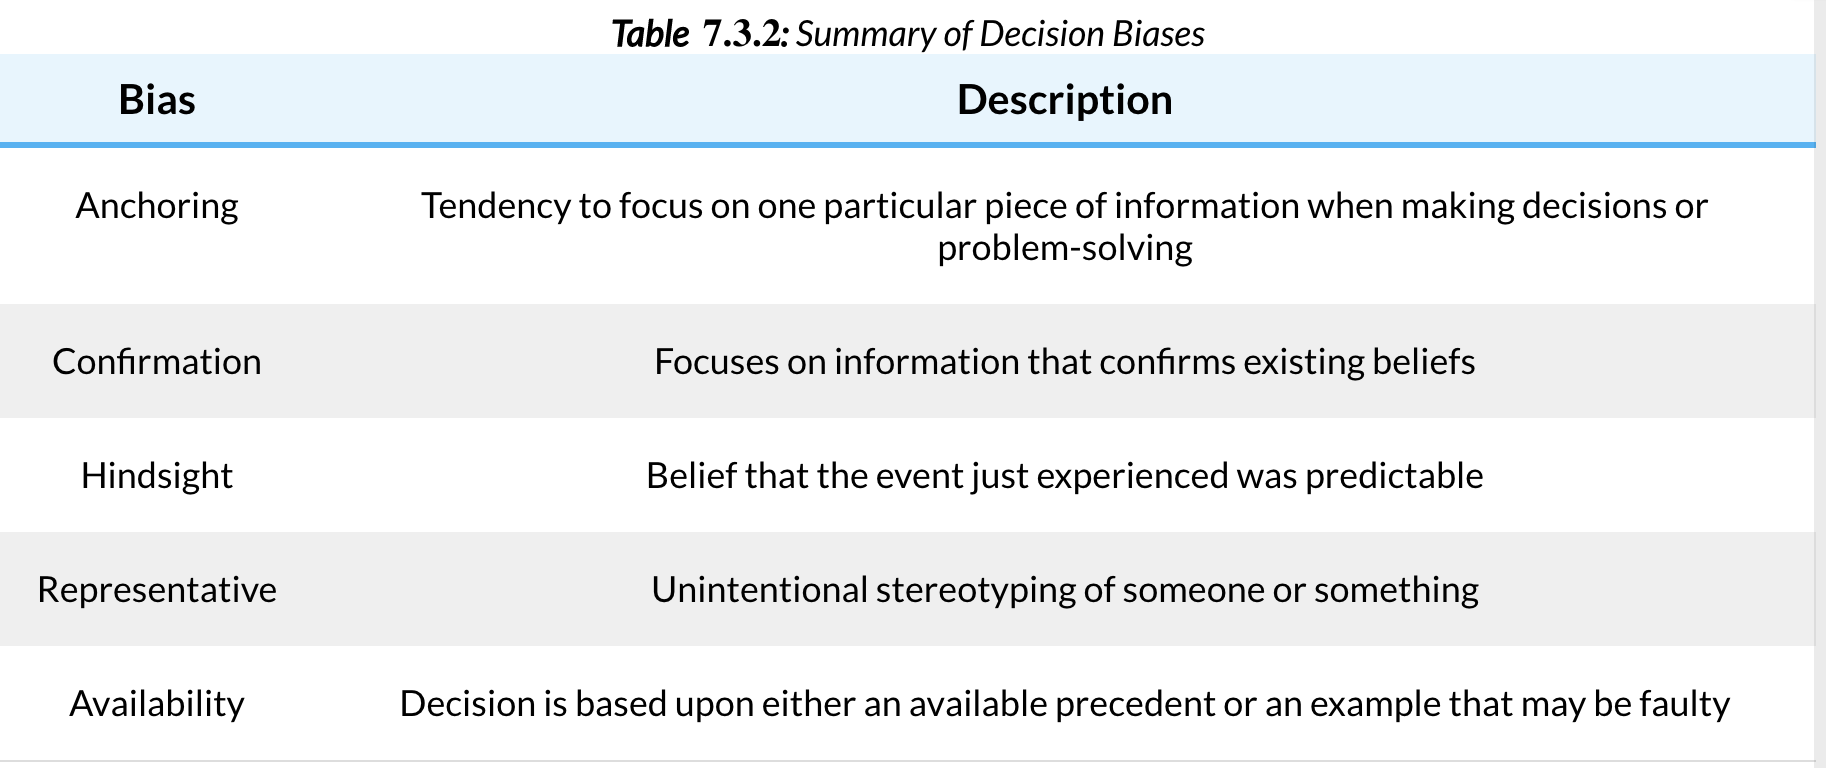 Table 7.3.2: Summary of Decision Biases
Bias Description
Anchoring Tendency to focus on one particular piece of information when making decisions or
problem-solving
Confirmation Focuses on information that confirms existing beliefs
Hindsight Belief that the event just experienced was predictable
Representative Unintentional stereotyping of someone or something
Availability Decision is based upon either an available precedent or an example that may be faulty